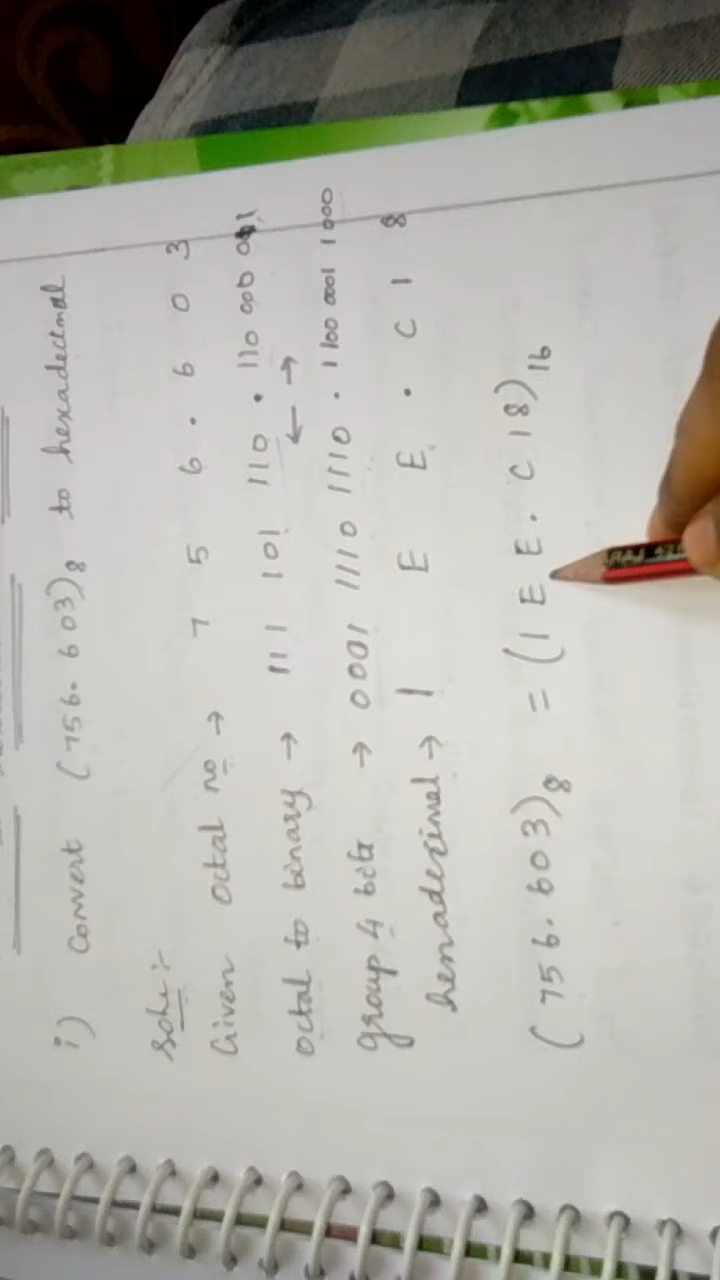 i) Convert (756.603)8 to hexadecimal
Soln:-
Given octal no → 7 5 6 . 6 0 3
octal to binary → 111 101 110 . 110 000 011
← →
group 4 bits → 0001 1110 1110 . 1100 0001 1000
hexadecimal → 1 E E . C 1 8
(756.603)8 = (1EE.C18)16